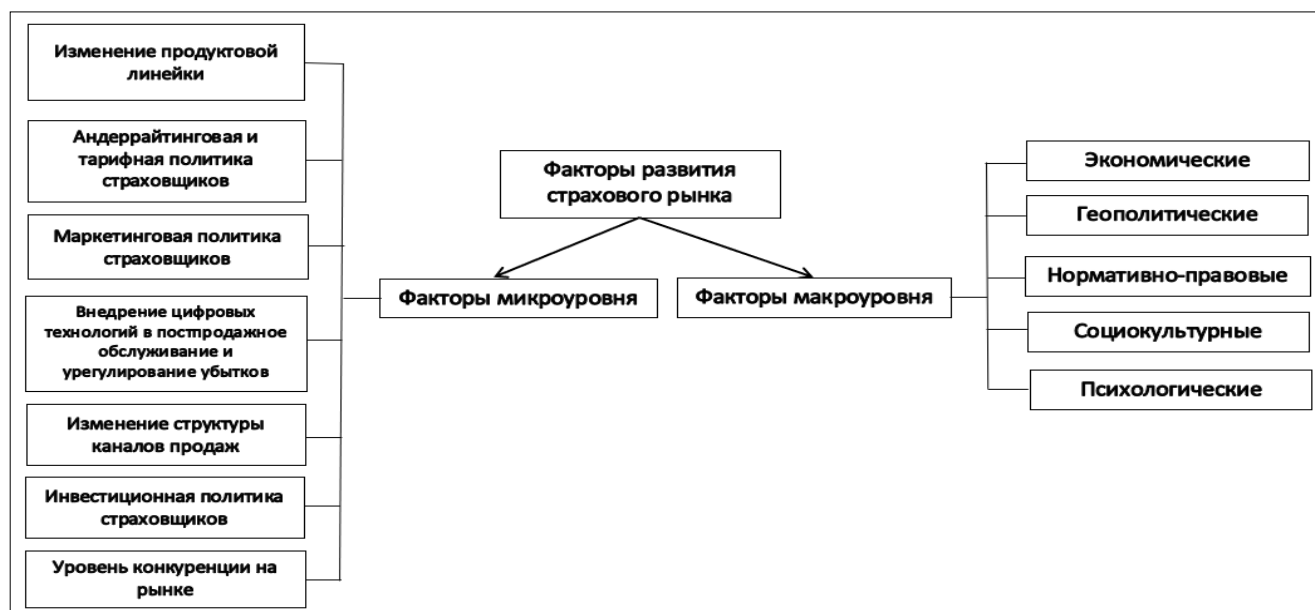 Изменение продуктовой
линейки
Андеррайтинговая и
тарифная политика
страховщиков
Маркетинговая политика
страховщиков
Внедрение цифровых
технологий в постпродажное
обслуживание и
урегулирование убытков
Изменение структуры
каналов продаж
Инвестиционная политика
страховщиков
Уровень конкуренции на
рынке
Факторы развития
страхового рынка
Факторы микроуровня
Факторы макроуровня
Экономические
Геополитические
Нормативно-правовые
Социокультурные
Психологические